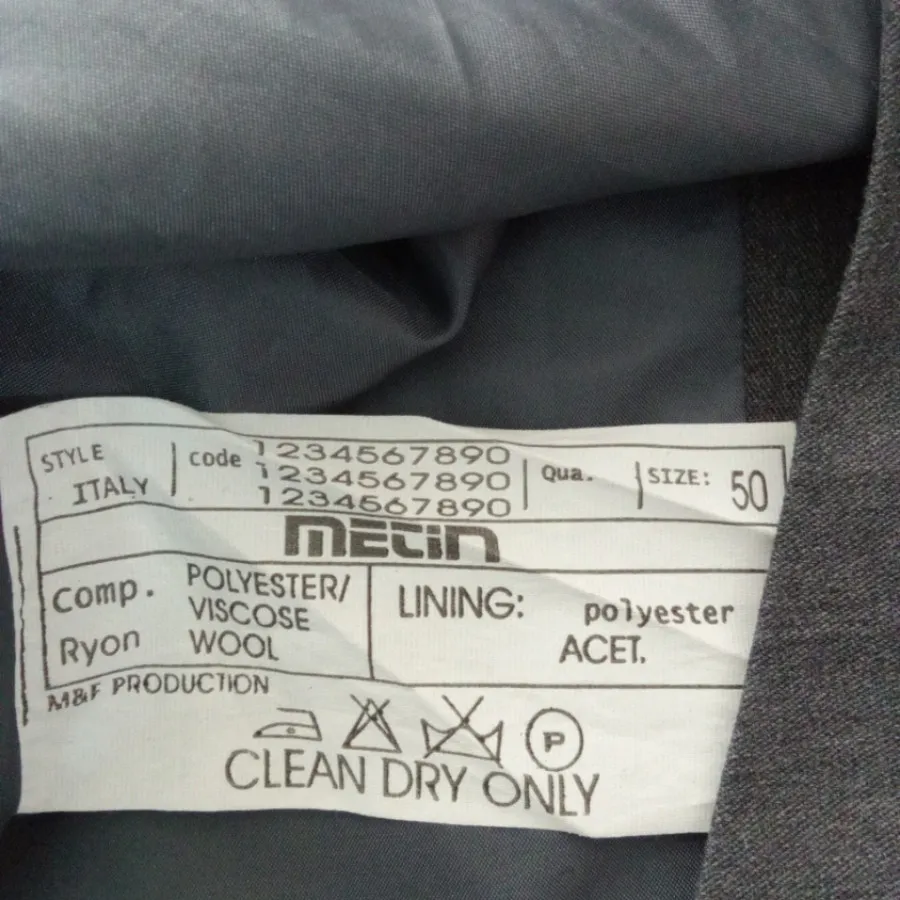 STYLE
ITALY
code 1234567890
1234567890
1234567890
Qua.
SIZE: 50
METIN
Comp. POLYESTER/
VISCOSE
Ryon WOOL
LINING: polyester
ACET.
M&F PRODUCTION
P
CLEAN DRY ONLY